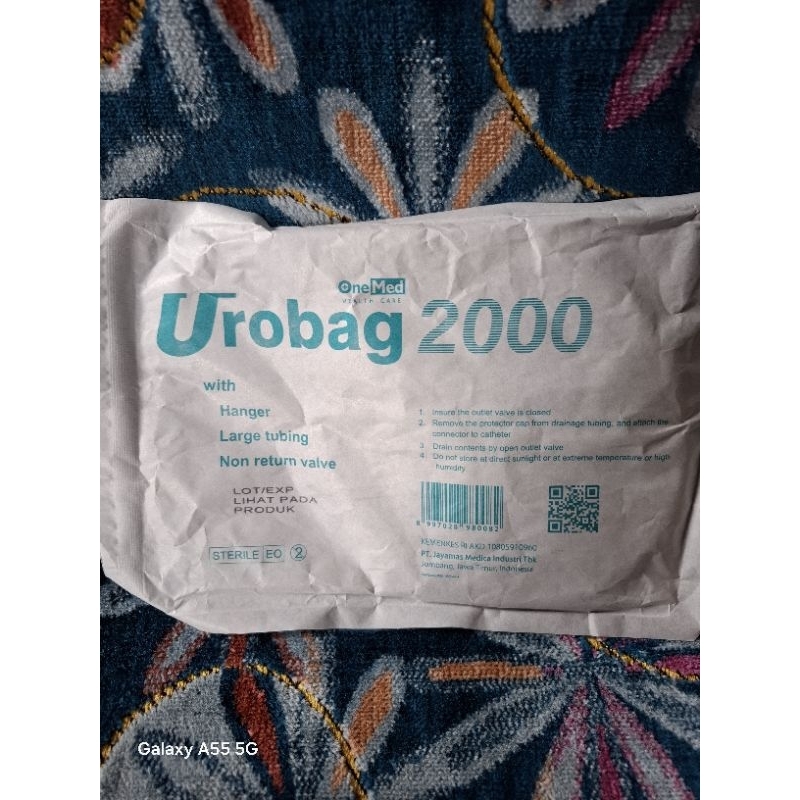 OneMed
HEALTH CARE
Urobag 2000
with
Hanger
Large tubing
Non return valve
LOT/EXP
LIHAT PADA
PRODUK
STERILE EO 2
1. Insure the outlet valve is closed
2. Remove the protector cap from drainage tubing, and attach the
connector to catheter
3. Drain contents by open outlet valve
4. Do not store at direct sunlight or at extreme temperature or high
humidity
KEMENKES RI AKD
PT. Jayamas Medica Industri Tbk
Jombang, Jawa Timur, Indonesia
Galaxy A55 5G